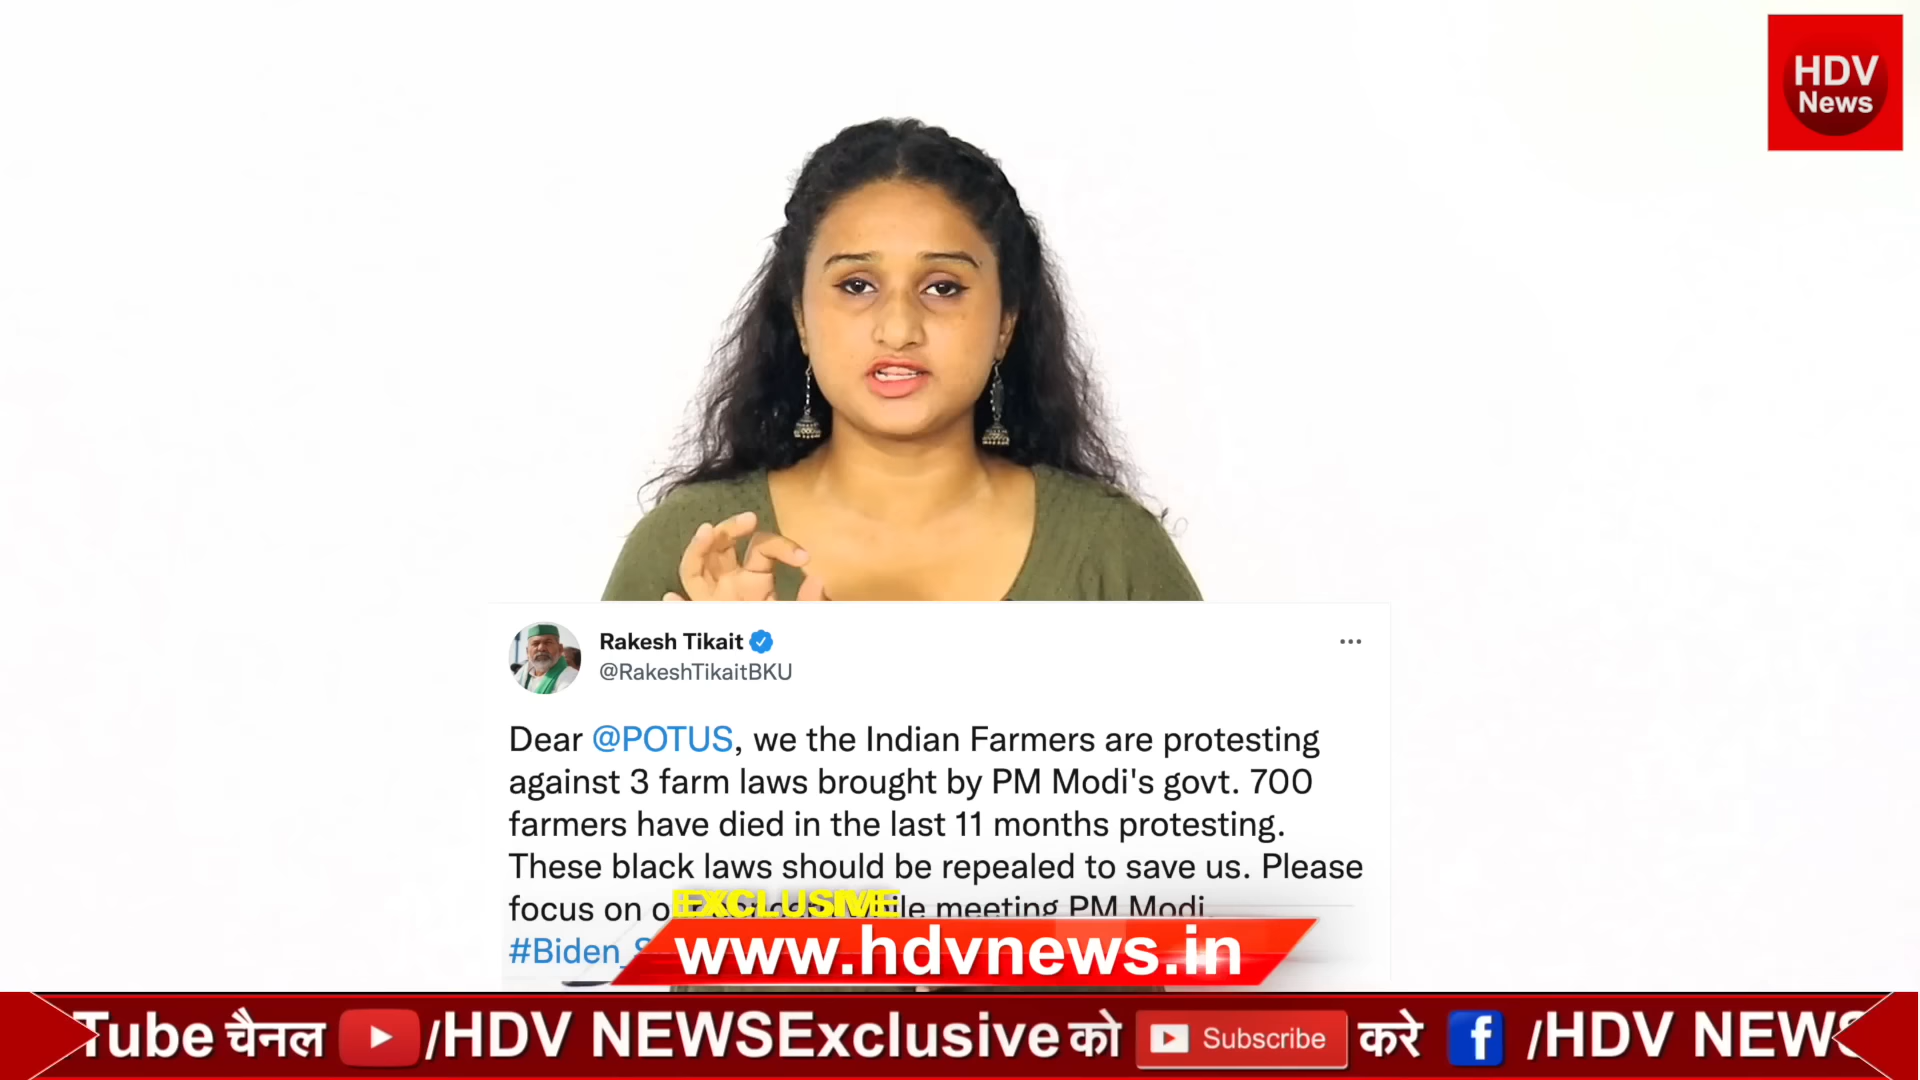 HDV
News
Rakesh Tikait
@RakeshTikaitBKU
Dear @POTUS, we the Indian Farmers are protesting
against 3 farm laws brought by PM Modi's govt. 700
farmers have died in the last 11 months protesting.
These black laws should be repealed to save us. Please
focus on meeting PM Modi
#Biden_
EXCLUSIVE
www.hdvnews.in
Tube चैनल /HDV NEWSExclusive को Subscribe करे f /HDV NEWS